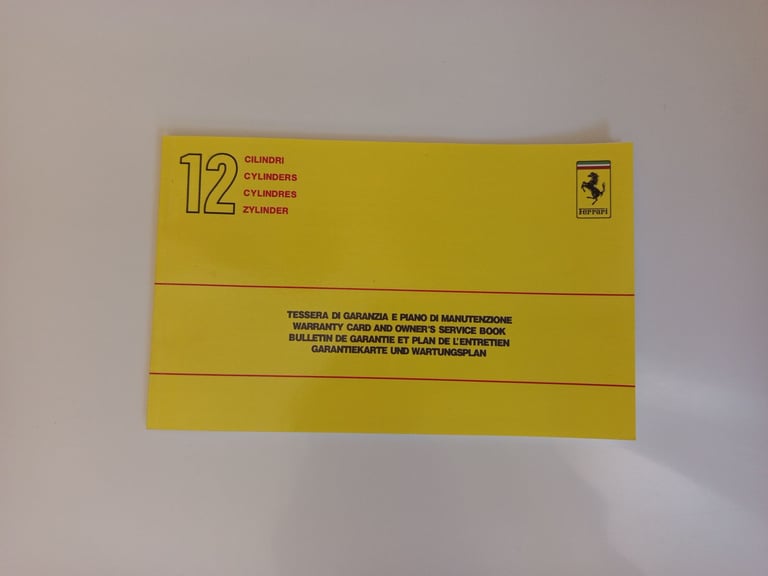 12
CILINDRI
CYLINDERS
CYLINDRES
ZYLINDER
Ferrari
TESSERA DI GARANZIA E PIANO DI MANUTENZIONE
WARRANTY CARD AND OWNER'S SERVICE BOOK
BULLETIN DE GARANTIE ET PLAN DE L'ENTRETIEN
GARANTIEKARTE UND WARTUNGSPLAN